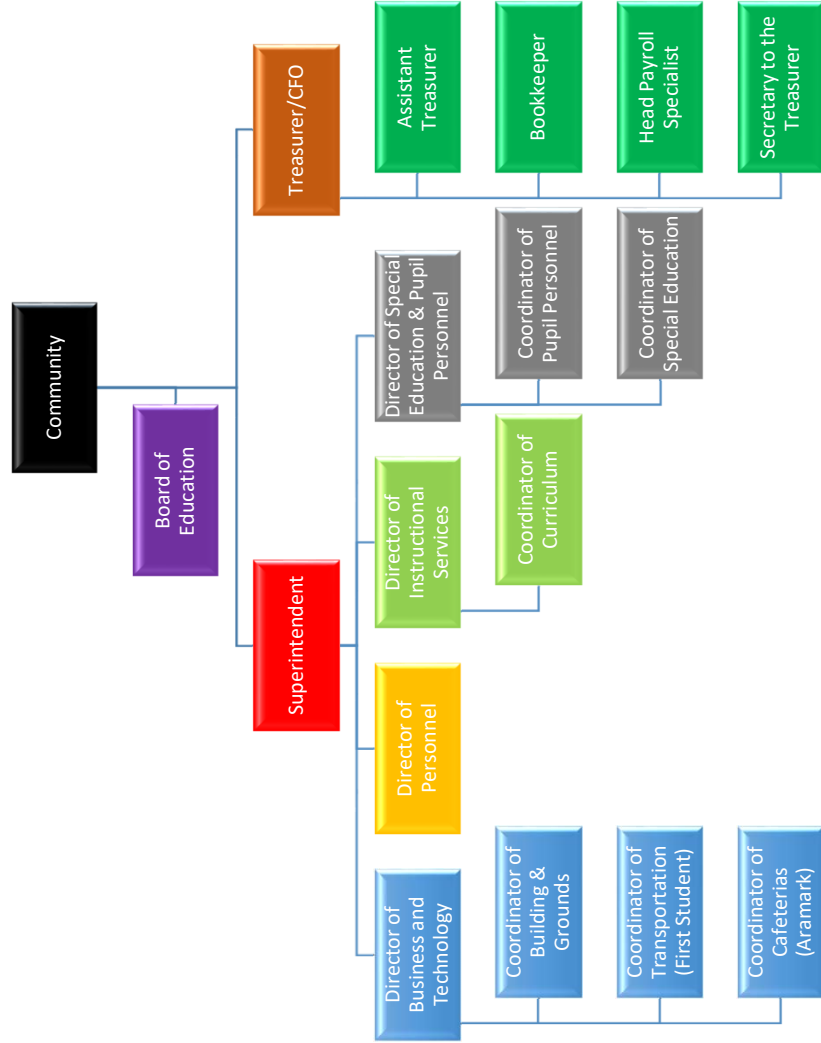 Community
Board of
Education
Superintendent
Treasurer/CFO
Director of
Business and
Technology
Coordinator of
Building &
Grounds
Coordinator of
Transportation
(First Student)
Coordinator of
Cafeterias
(Aramark)
Director of
Personnel
Director of
Instructional
Services
Coordinator of
Curriculum
Director of Special
Education & Pupil
Personnel
Coordinator of
Pupil Personnel
Coordinator of
Special Education
Assistant
Treasurer
Bookkeeper
Head Payroll
Specialist
Secretary to the
Treasurer